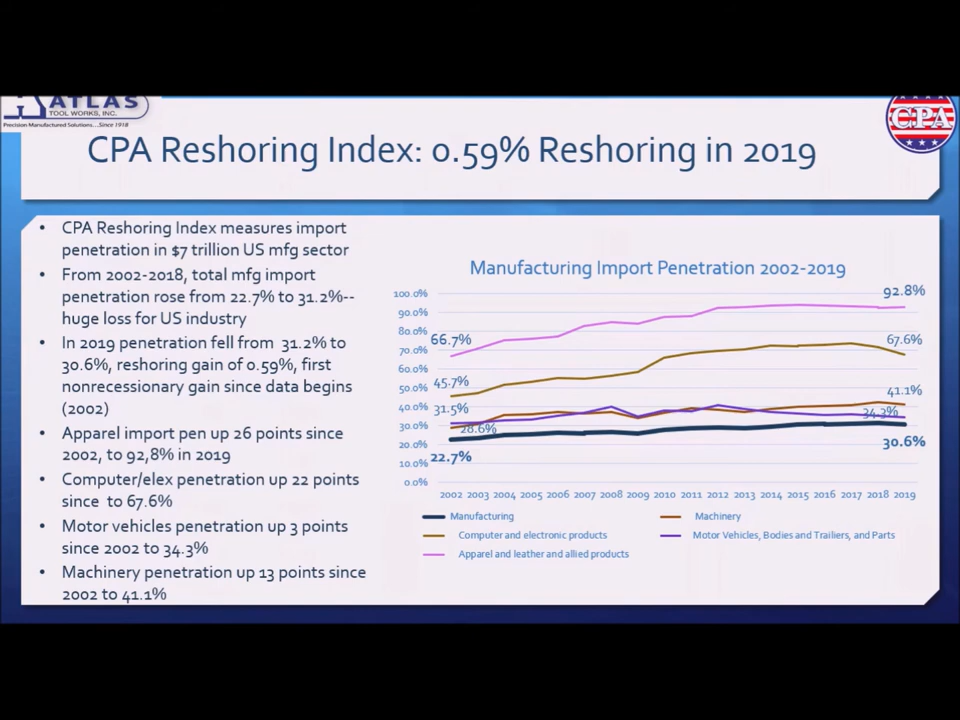 ATLAS
TOOL WORKS, INC.
Precision Manufactured Solutions...Since 1918
CPA
CPA Reshoring Index: 0.59% Reshoring in 2019
• CPA Reshoring Index measures import
penetration in $7 trillion US mfg sector
• From 2002-2018, total mfg import
penetration rose from 22.7% to 31.2%--
huge loss for US industry
• In 2019 penetration fell from 31.2% to
30.6%, reshoring gain of 0.59%, first
nonrecessionary gain since data begins
(2002)
• Apparel import pen up 26 points since
2002, to 92,8% in 2019
• Computer/elex penetration up 22 points
since to 67.6%
• Motor vehicles penetration up 3 points
since 2002 to 34.3%
• Machinery penetration up 13 points since
2002 to 41.1%
Manufacturing Import Penetration 2002-2019
100.0%
90.0%
80.0%
70.0%
60.0%
50.0%
40.0%
30.0%
20.0%
10.0%
0.0%
66.7%
45.7%
31.5%
28.6%
22.7%
92.8%
67.6%
41.1%
34.3%
30.6%
2002 2003 2004 2005 2006 2007 2008 2009 2010 2011 2012 2013 2014 2015 2016 2017 2018 2019
Manufacturing
Machinery
Computer and electronic products
Motor Vehicles, Bodies and Trailiers, and Parts
Apparel and leather and allied products